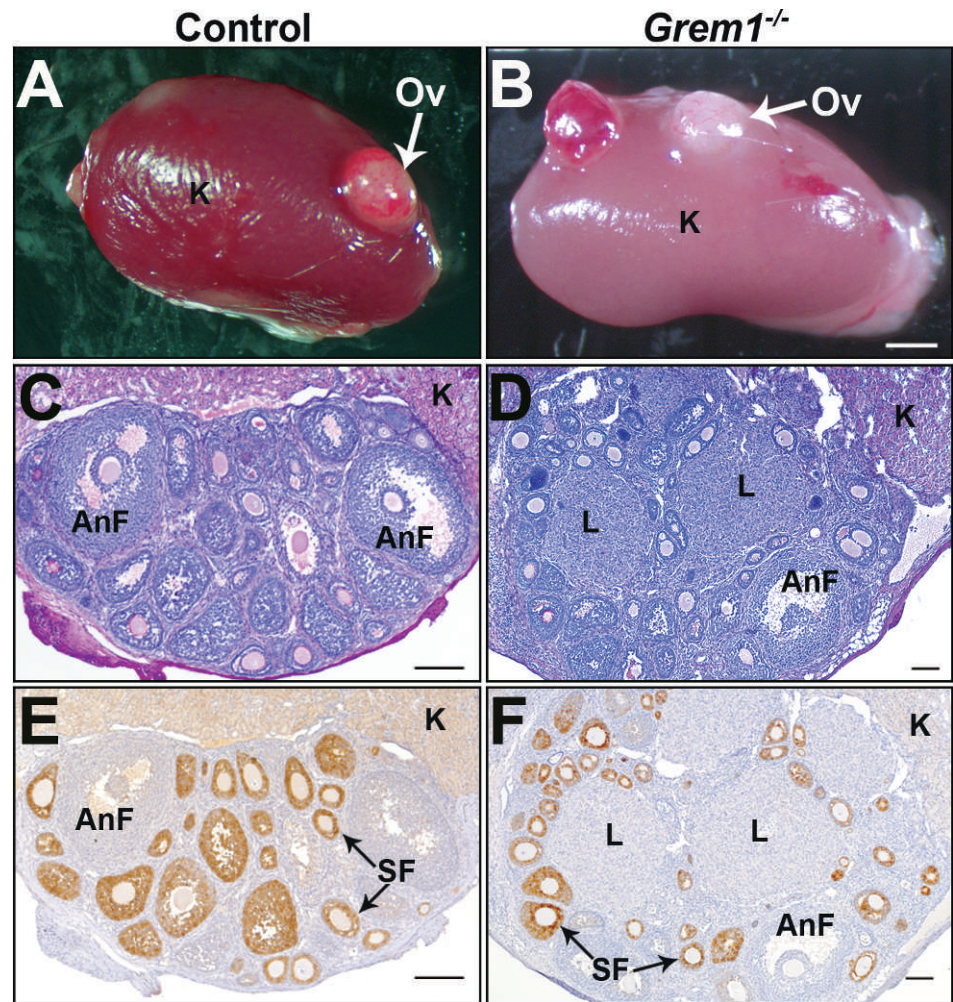 Control
Grem1-/-
A
Ov
K
B
Ov
K
C
K
AnF
AnF
D
K
L
L
AnF
E
K
AnF
SF
F
K
L
L
AnF
SF